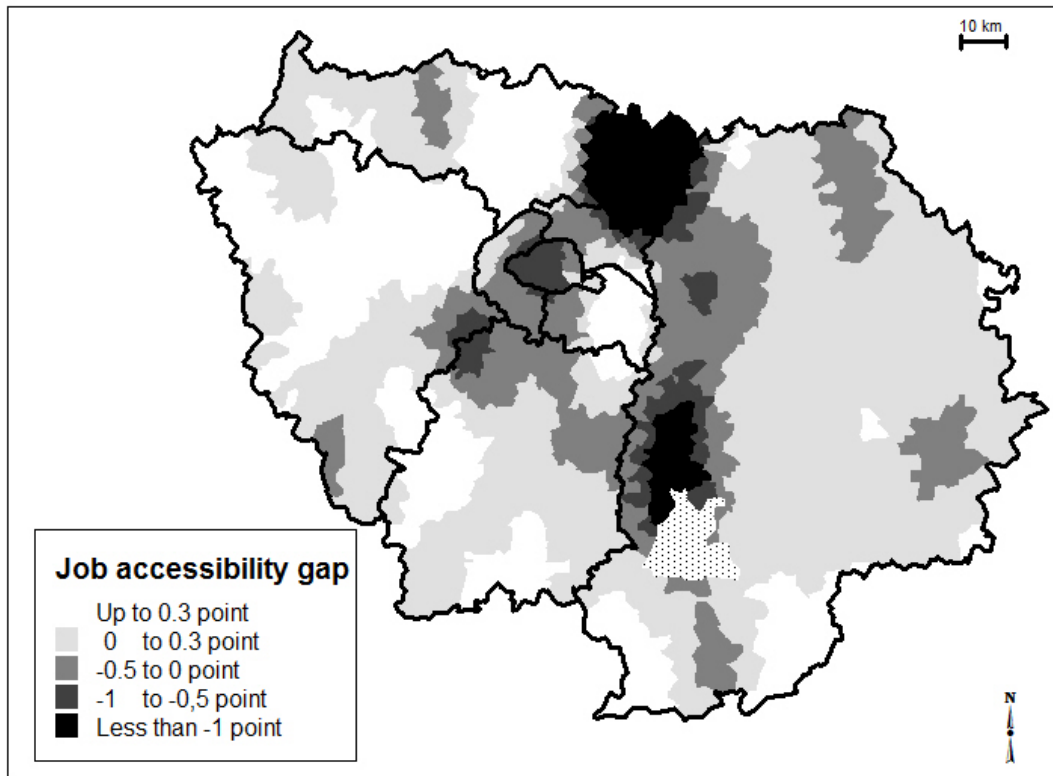 10 km
Job accessibility gap
Up to 0.3 point
0 to 0.3 point
-0.5 to 0 point
-1 to -0,5 point
Less than -1 point
N